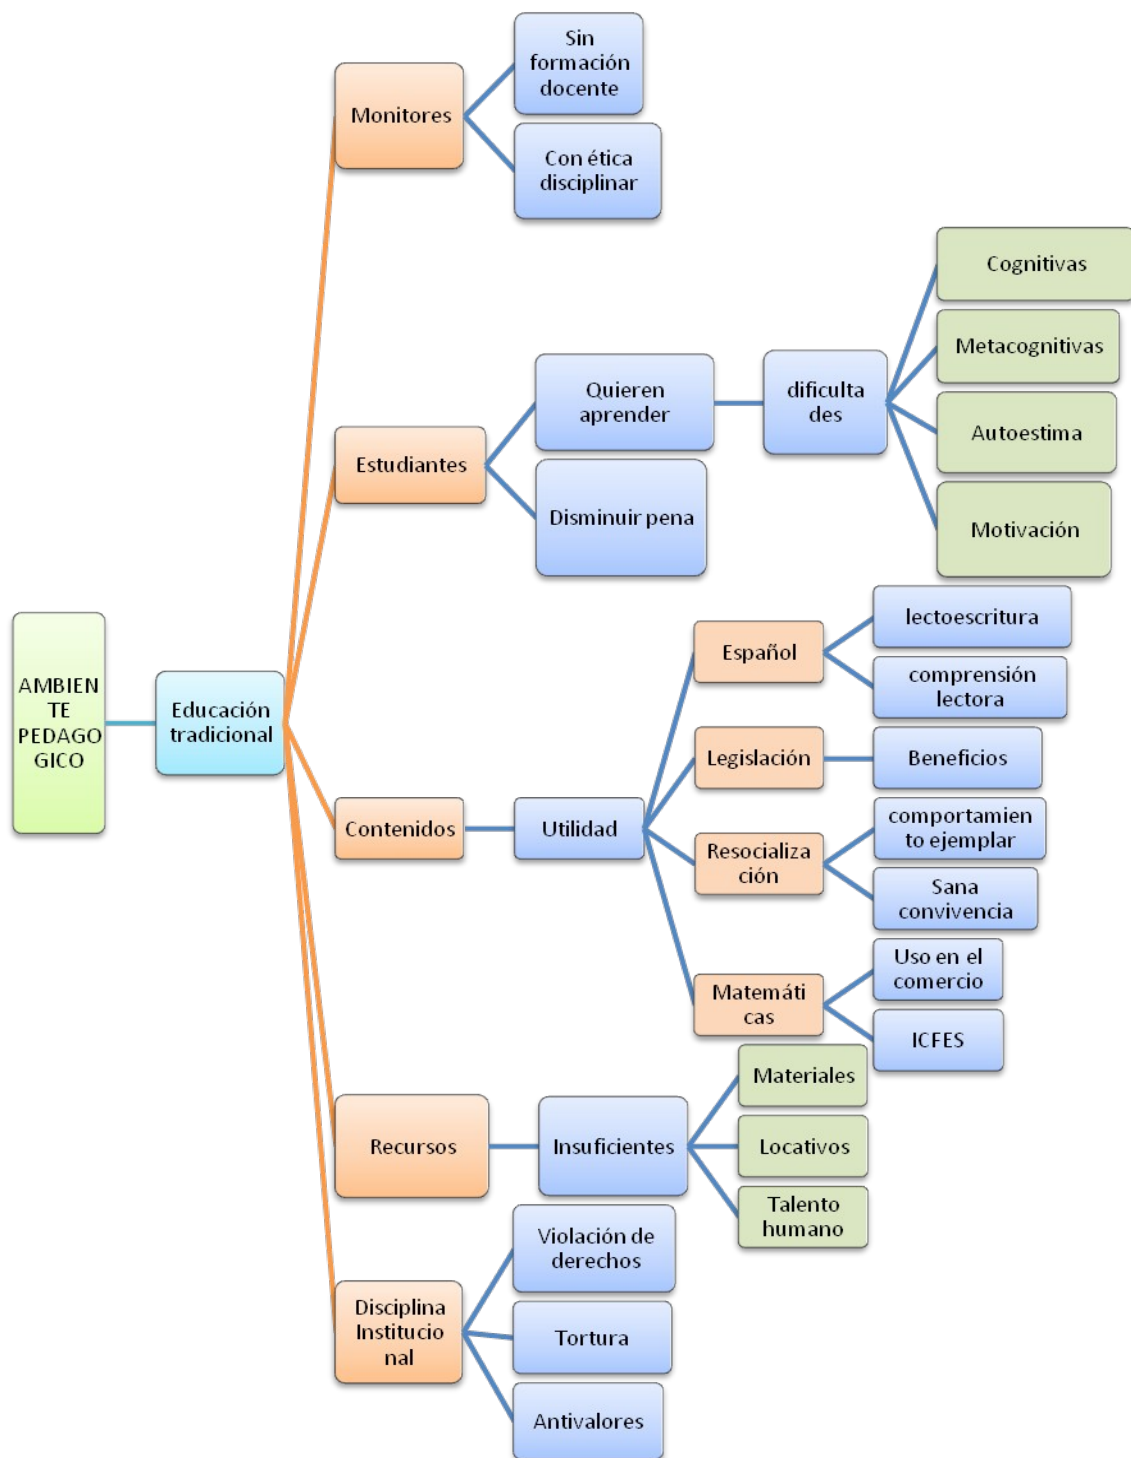 Sin
formación
docente
Monitores
Con ética
disciplinar
Cognitivas
Metacognitivas
Quieren
aprender
dificulta
des
Autoestima
Estudiantes
Disminuir pena
Motivación
lectoescritura
Español
comprensión
lectora
AMBIEN
TE
PEDAGO
GICO
Educación
tradicional
Legislación
Beneficios
Contenidos
Utilidad
comportamien
to ejemplar
Resocializa
ción
Sana
convivencia
Uso en el
comercio
Matemáti
cas
ICFES
Materiales
Recursos
Insuficientes
Locativos
Talento
humano
Violación de
derechos
Disciplina
Institucio
nal
Tortura
Antivalores